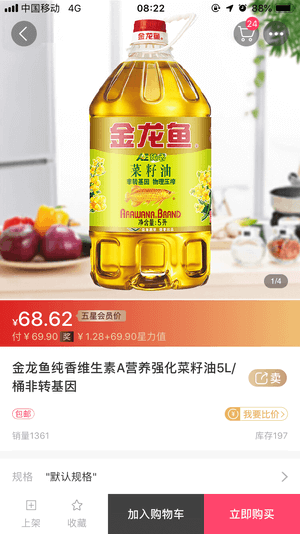 中国移动 4G 08:22 88%
24
金龙鱼
菜籽油
非转基因 物理压榨
ARAWANA BRAND
5升
1/4
¥68.62 五星会员价
付¥69.90 奖 ¥1.28+69.90星力值
金龙鱼纯香维生素A营养强化菜籽油5L/
桶非转基因
卖
包邮 我要比价>
销量1361 库存197
规格 "默认规格"
上架 收藏 加入购物车 立即购买